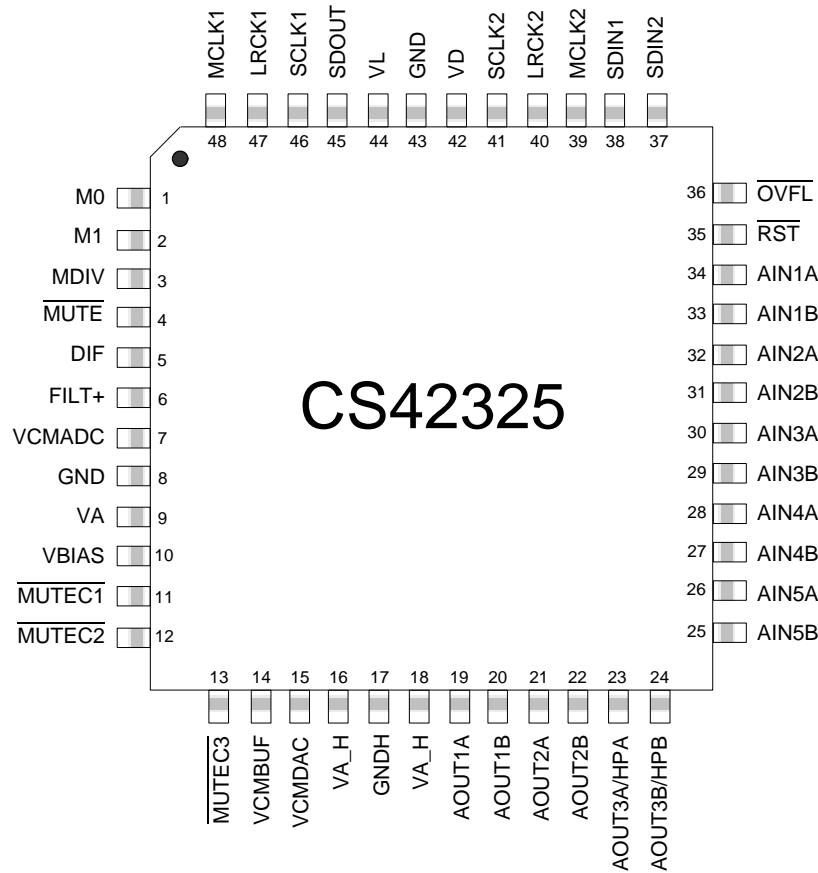 MCLK1
LRCK1
SCLK1
SDOUT
VL
GND
VD
SCLK2
LRCK2
MCLK2
SDIN1
SDIN2
48
47
46
45
44
43
42
41
40
39
38
37
M0
1
M1
2
MDIV
3
MUTE
4
DIF
5
FILT+
6
VCMADC
7
GND
8
VA
9
VBIAS
10
MUTEC1
11
MUTEC2
12
CS42325
36
OVFL
35
RST
34
AIN1A
33
AIN1B
32
AIN2A
31
AIN2B
30
AIN3A
29
AIN3B
28
AIN4A
27
AIN4B
26
AIN5A
25
AIN5B
13
14
15
16
17
18
19
20
21
22
23
24
MUTEC3
VCMBUF
VCMDAC
VA_H
GNDH
VA_H
AOUT1A
AOUT1B
AOUT2A
AOUT2B
AOUT3A/HPA
AOUT3B/HPB